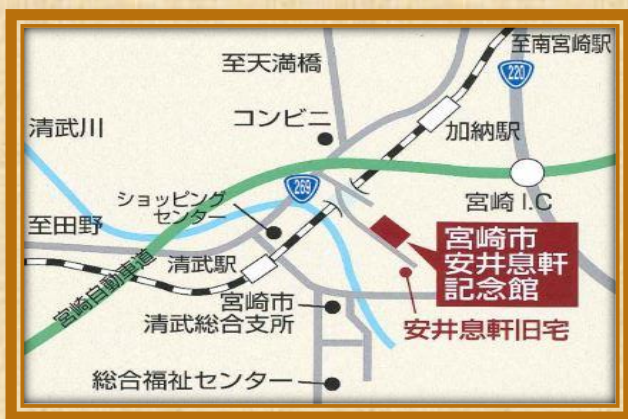 至南宮崎駅
220
至天満橋
コンビニ
加納駅
清武川
宮崎 I.C
269
ショッピング
センター
至田野
清武駅
宮崎自動車道
宮崎市
安井息軒
記念館
安井息軒旧宅
宮崎市
清武総合支所
総合福祉センター